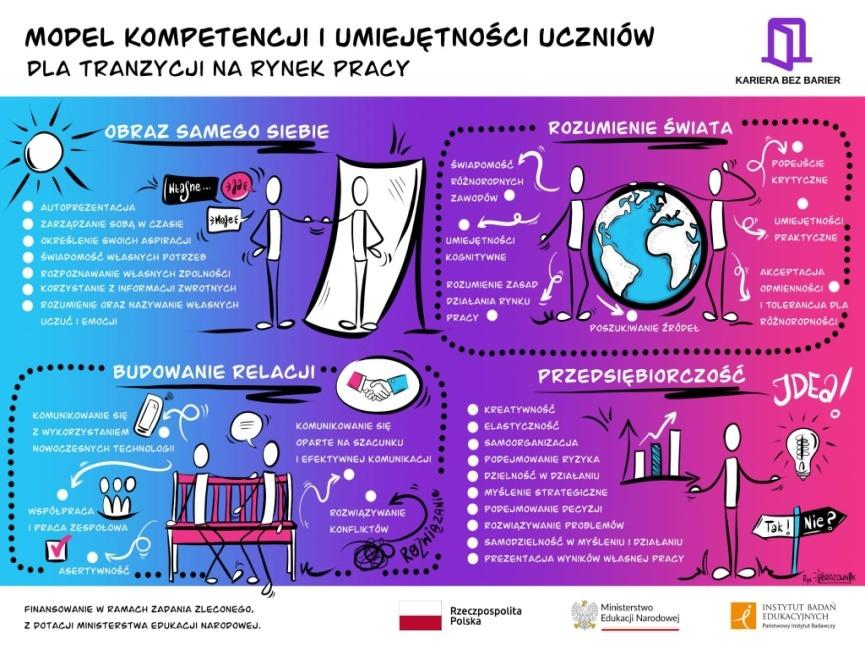 MODEL KOMPETENCJI I UMIEJĘTNOŚCI UCZNIÓW
DLA TRANZYCJI NA RYNEK PRACY
KARIERA BEZ BARIER
OBRAZ SAMEGO SIEBIE
AUTOPREZENTACJA
ZARZĄDZANIE SOBĄ W CZASIE
OKREŚLENIE SWOICH ASPIRACJI
ŚWIADOMOŚĆ WŁASNYCH POTRZEB
ROZPOZNAWANIE WŁASNYCH ZDOLNOŚCI
KORZYSTANIE Z INFORMACJI ZWROTNYCH
ROZUMIENIE ORAZ NAZYWANIE WŁASNYCH
UCZUĆ I EMOCJI
Własne...
ROZUMIENIE ŚWIATA
ŚWIADOMOŚĆ
RÓŻNORODNYCH
ZAWODÓW
UMIEJĘTNOŚCI
KOGNITYWNE
ROZUMIENIE ZASAD
DZIAŁANIA RYNKU
PRACY
POSZUKIWANIE ŹRÓDEŁ
PODEJŚCIE
KRYTYCZNE
UMIEJĘTNOŚCI
PRAKTYCZNE
AKCEPTACJA
ODMIENNOŚCI
I TOLERANCJA DLA
RÓŻNORODNOŚCI
BUDOWANIE RELACJI
KOMUNIKOWANIE SIĘ
Z WYKORZYSTANIEM
NOWOCZESNYCH TECHNOLOGII
WSPÓŁPRACA
I PRACA ZESPOŁOWA
ASERTYWNOŚĆ
KOMUNIKOWANIE SIĘ
OPARTE NA SZACUNKU
I EFEKTYWNEJ KOMUNIKACJI
ROZWIĄZYWANIE
KONFLIKTÓW
ROZWIĄZANIE
PRZEDSIĘBIORCZOŚĆ
KREATYWNOŚĆ
ELASTYCZNOŚĆ
SAMOORGANIZACJA
PODEJMOWANIE RYZYKA
DZIELNOŚĆ W DZIAŁANIU
MYŚLENIE STRATEGICZNE
PODEJMOWANIE DECYZJI
ROZWIĄZYWANIE PROBLEMÓW
SAMODZIELNOŚĆ W MYŚLENIU I DZIAŁANIU
PREZENTACJA WYNIKÓW WŁASNEJ PRACY
IDEA!
Tak! Nie?
FINANSOWANIE W RAMACH ZADANIA ZLECONEGO,
Z DOTACJI MINISTERSTWA EDUKACJI NARODOWEJ.
Rzeczpospolita
Polska
Ministerstwo
Edukacji Narodowej
INSTYTUT BADAŃ
EDUKACYJNYCH
Państwowy Instytut Badawczy